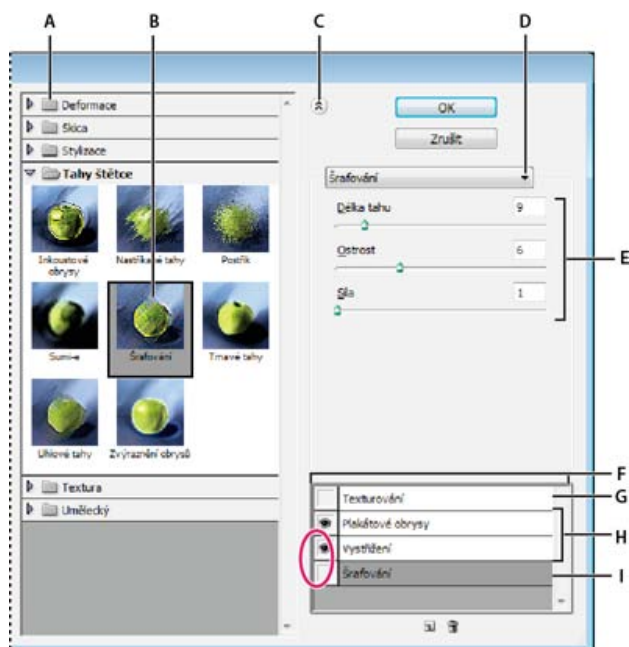 A B C D
Deformace
Skica
Stylizace
Tahy štětce
Inkoustové obrysy
Nastříkané tahy
Postřik
Sumi-e
Šrafování
Tmavé tahy
Uhlové tahy
Zvýraznění obrysů
Textura
Umělecký
OK
Zrušit
Šrafování
Délka tahu 9
Ostrost 6
Síla 1
E
F
Texturování
G
Plakátové obrysy
H
Vystřižení
Šrafování
I